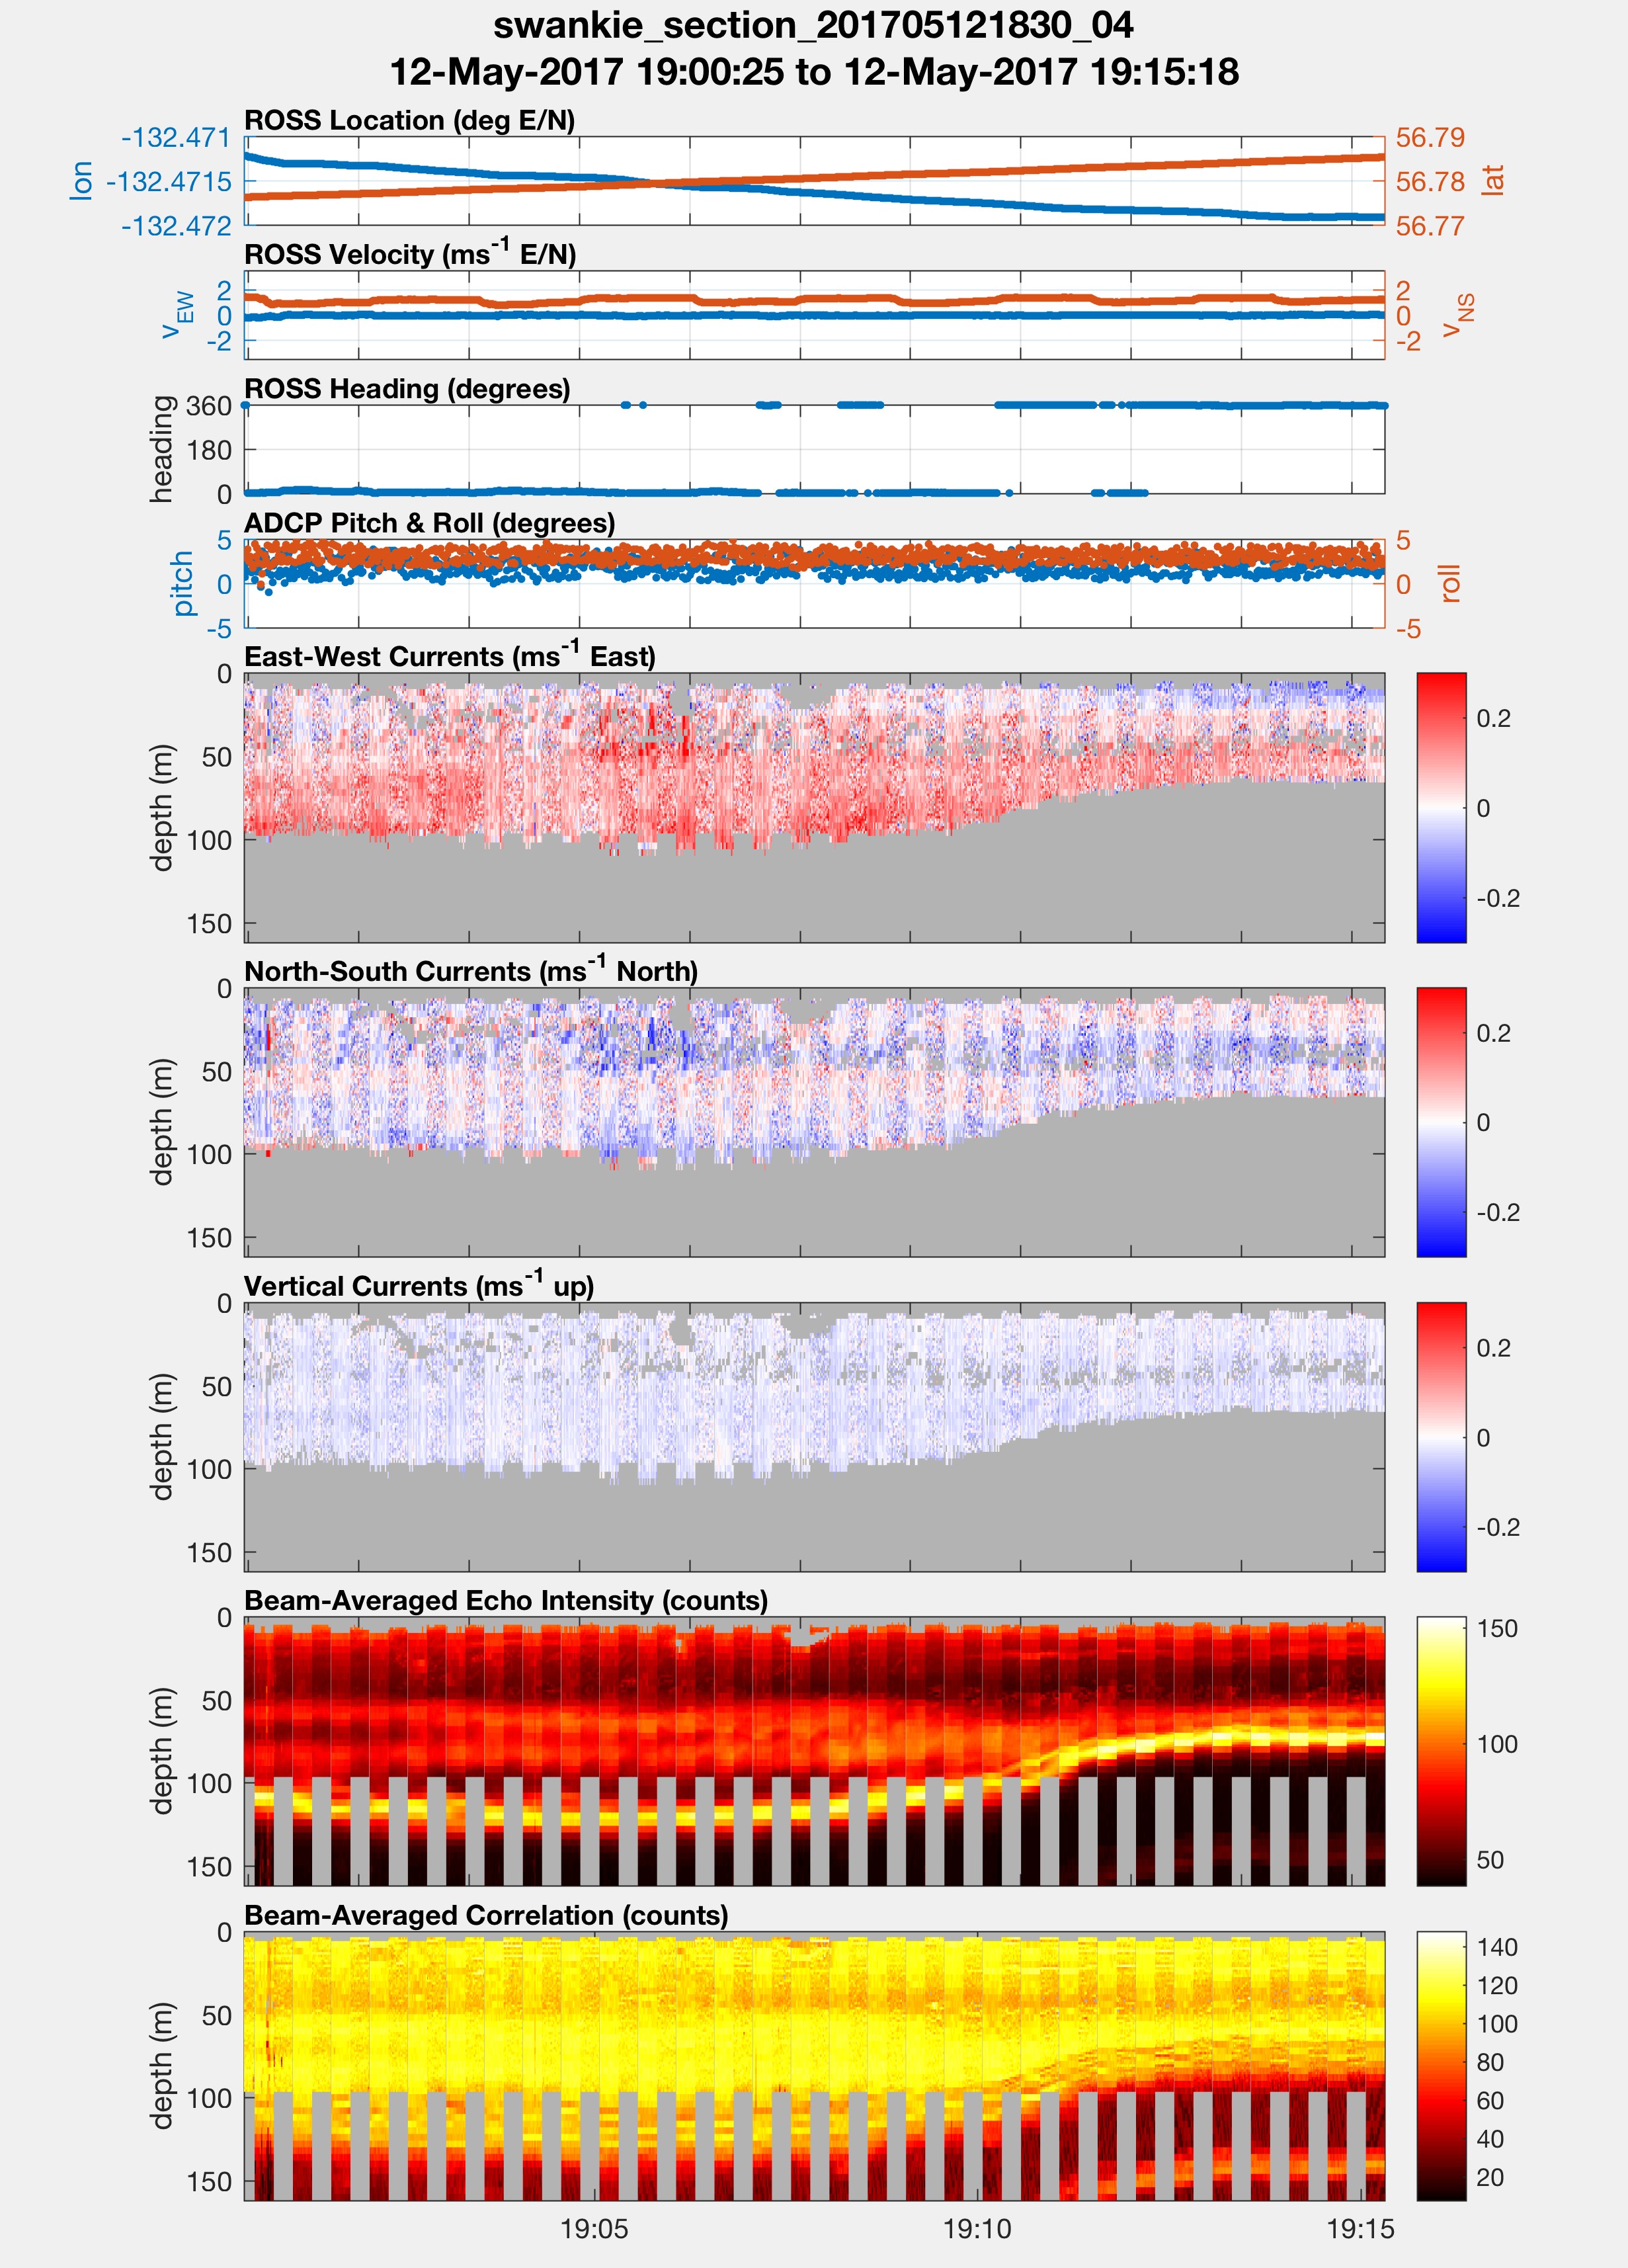 swankie_section_201705121830_04
12-May-2017 19:00:25 to 12-May-2017 19:15:18
ROSS Location (deg E/N)
-132.471
-132.4715
-132.472
lon
56.79
56.78
56.77
lat
ROSS Velocity (ms-1 E/N)
2
0
-2
vEW
2
0
-2
vNS
ROSS Heading (degrees)
360
180
0
heading
ADCP Pitch & Roll (degrees)
5
0
-5
pitch
5
0
-5
roll
East-West Currents (ms-1 East)
0
50
100
150
depth (m)
0.2
0
-0.2
North-South Currents (ms-1 North)
0
50
100
150
depth (m)
0.2
0
-0.2
Vertical Currents (ms-1 up)
0
50
100
150
depth (m)
0.2
0
-0.2
Beam-Averaged Echo Intensity (counts)
0
50
100
150
depth (m)
150
100
50
Beam-Averaged Correlation (counts)
0
50
100
150
depth (m)
140
120
100
80
60
40
20
19:05
19:10
19:15